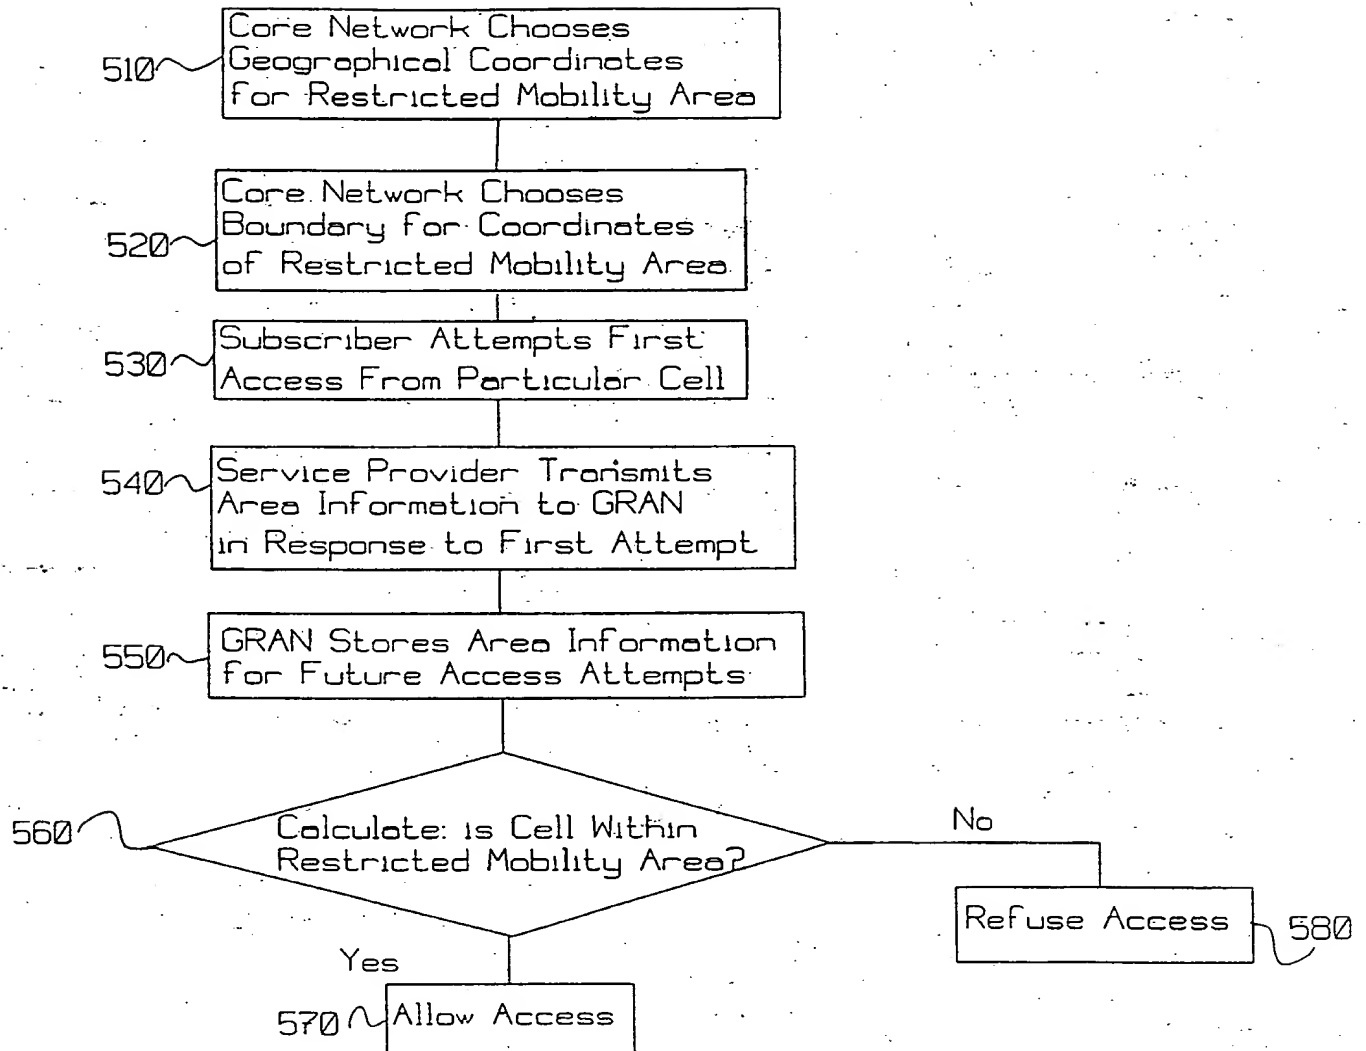 Core Network Chooses
510 Geographical Coordinates
for Restricted Mobility Area
Core Network Chooses
520 Boundary for Coordinates
of Restricted Mobility Area
Subscriber Attempts First
530 Access From Particular Cell
Service Provider Transmits
540 Area Information to GRAN
in Response to First Attempt
GRAN Stores Area Information
550 for Future Access Attempts
560 Calculate: is Cell Within
Restricted Mobility Area?
No
Refuse Access 580
Yes
570 Allow Access